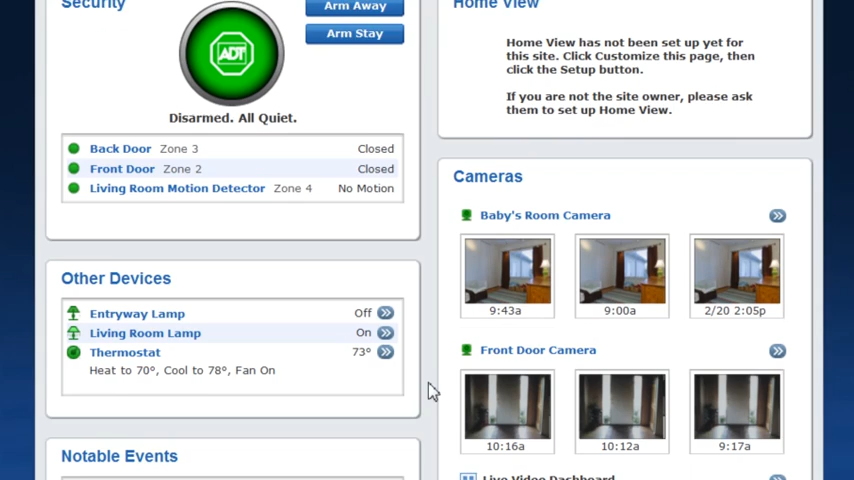 Security
Arm Away
Arm Stay
ADT
Disarmed. All Quiet.
Back Door Zone 3 Closed
Front Door Zone 2 Closed
Living Room Motion Detector Zone 4 No Motion
Other Devices
Entryway Lamp Off
Living Room Lamp On
Thermostat 73°
Heat to 70°, Cool to 78°, Fan On
Notable Events
Home View
Home View has not been set up yet for
this site. Click Customize this page, then
click the Setup button.
If you are not the site owner, please ask
them to set up Home View.
Cameras
Baby's Room Camera
9:43a 9:00a 2/20 2:05p
Front Door Camera
10:16a 10:12a 9:17a
Live Video Dashboard